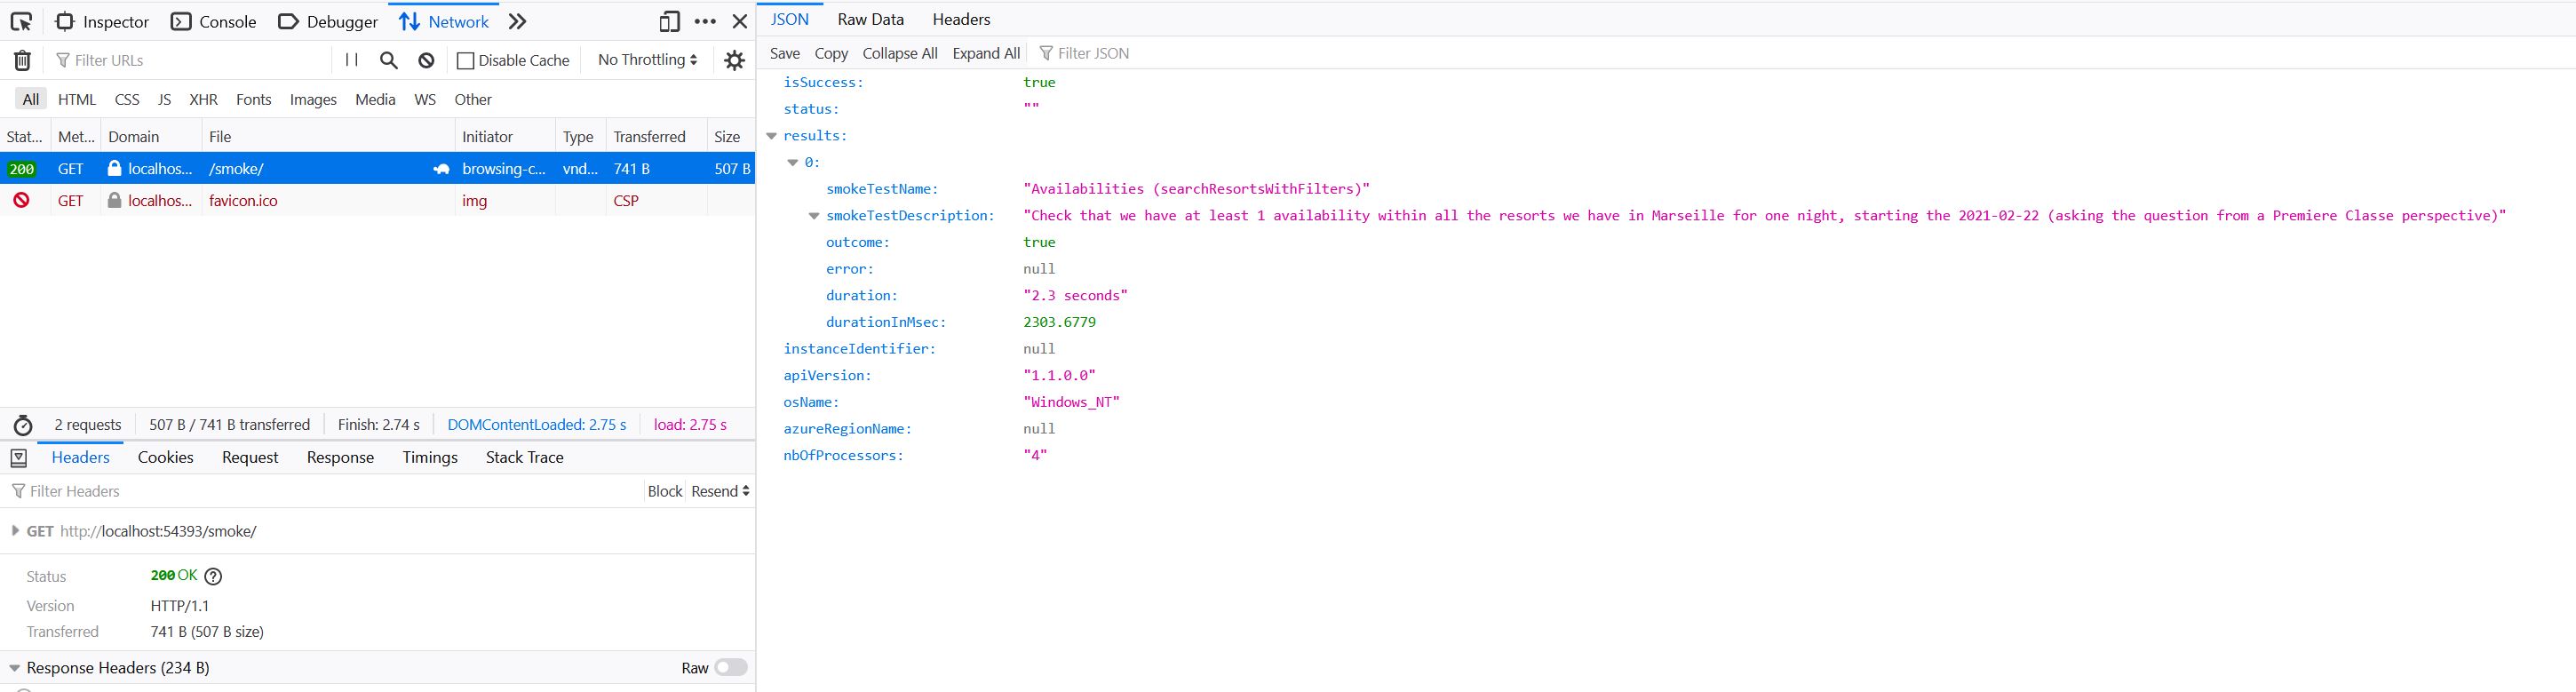 Inspector Console Debugger Network
Filter URLs Disable Cache No Throttling
All HTML CSS JS XHR Fonts Images Media WS Other
Stat... Met... Domain File Initiator Type Transferred Size
200 GET localhos... /smoke/ browsing-c... vnd... 741 B 507 B
GET localhos... favicon.ico img CSP
2 requests 507 B / 741 B transferred Finish: 2.74 s DOMContentLoaded: 2.75 s load: 2.75 s
Headers Cookies Request Response Timings Stack Trace
Filter Headers Block Resend
GET http://localhost:54393/smoke/
Status 200 OK ?
Version HTTP/1.1
Transferred 741 B (507 B size)
Response Headers (234 B) Raw
JSON Raw Data Headers
Save Copy Collapse All Expand All Filter JSON
isSuccess: true
status: ""
results:
0:
smokeTestName: "Availabilities (searchResortsWithFilters)"
smokeTestDescription: "Check that we have at least 1 availability within all the resorts we have in Marseille for one night, starting the 2021-02-22 (asking the question from a Premiere Classe perspective)"
outcome: true
error: null
duration: "2.3 seconds"
durationInMsec: 2303.6779
instanceIdentifier: null
apiVersion: "1.1.0.0"
osName: "Windows_NT"
azureRegionName: null
nbOfProcessors: "4"